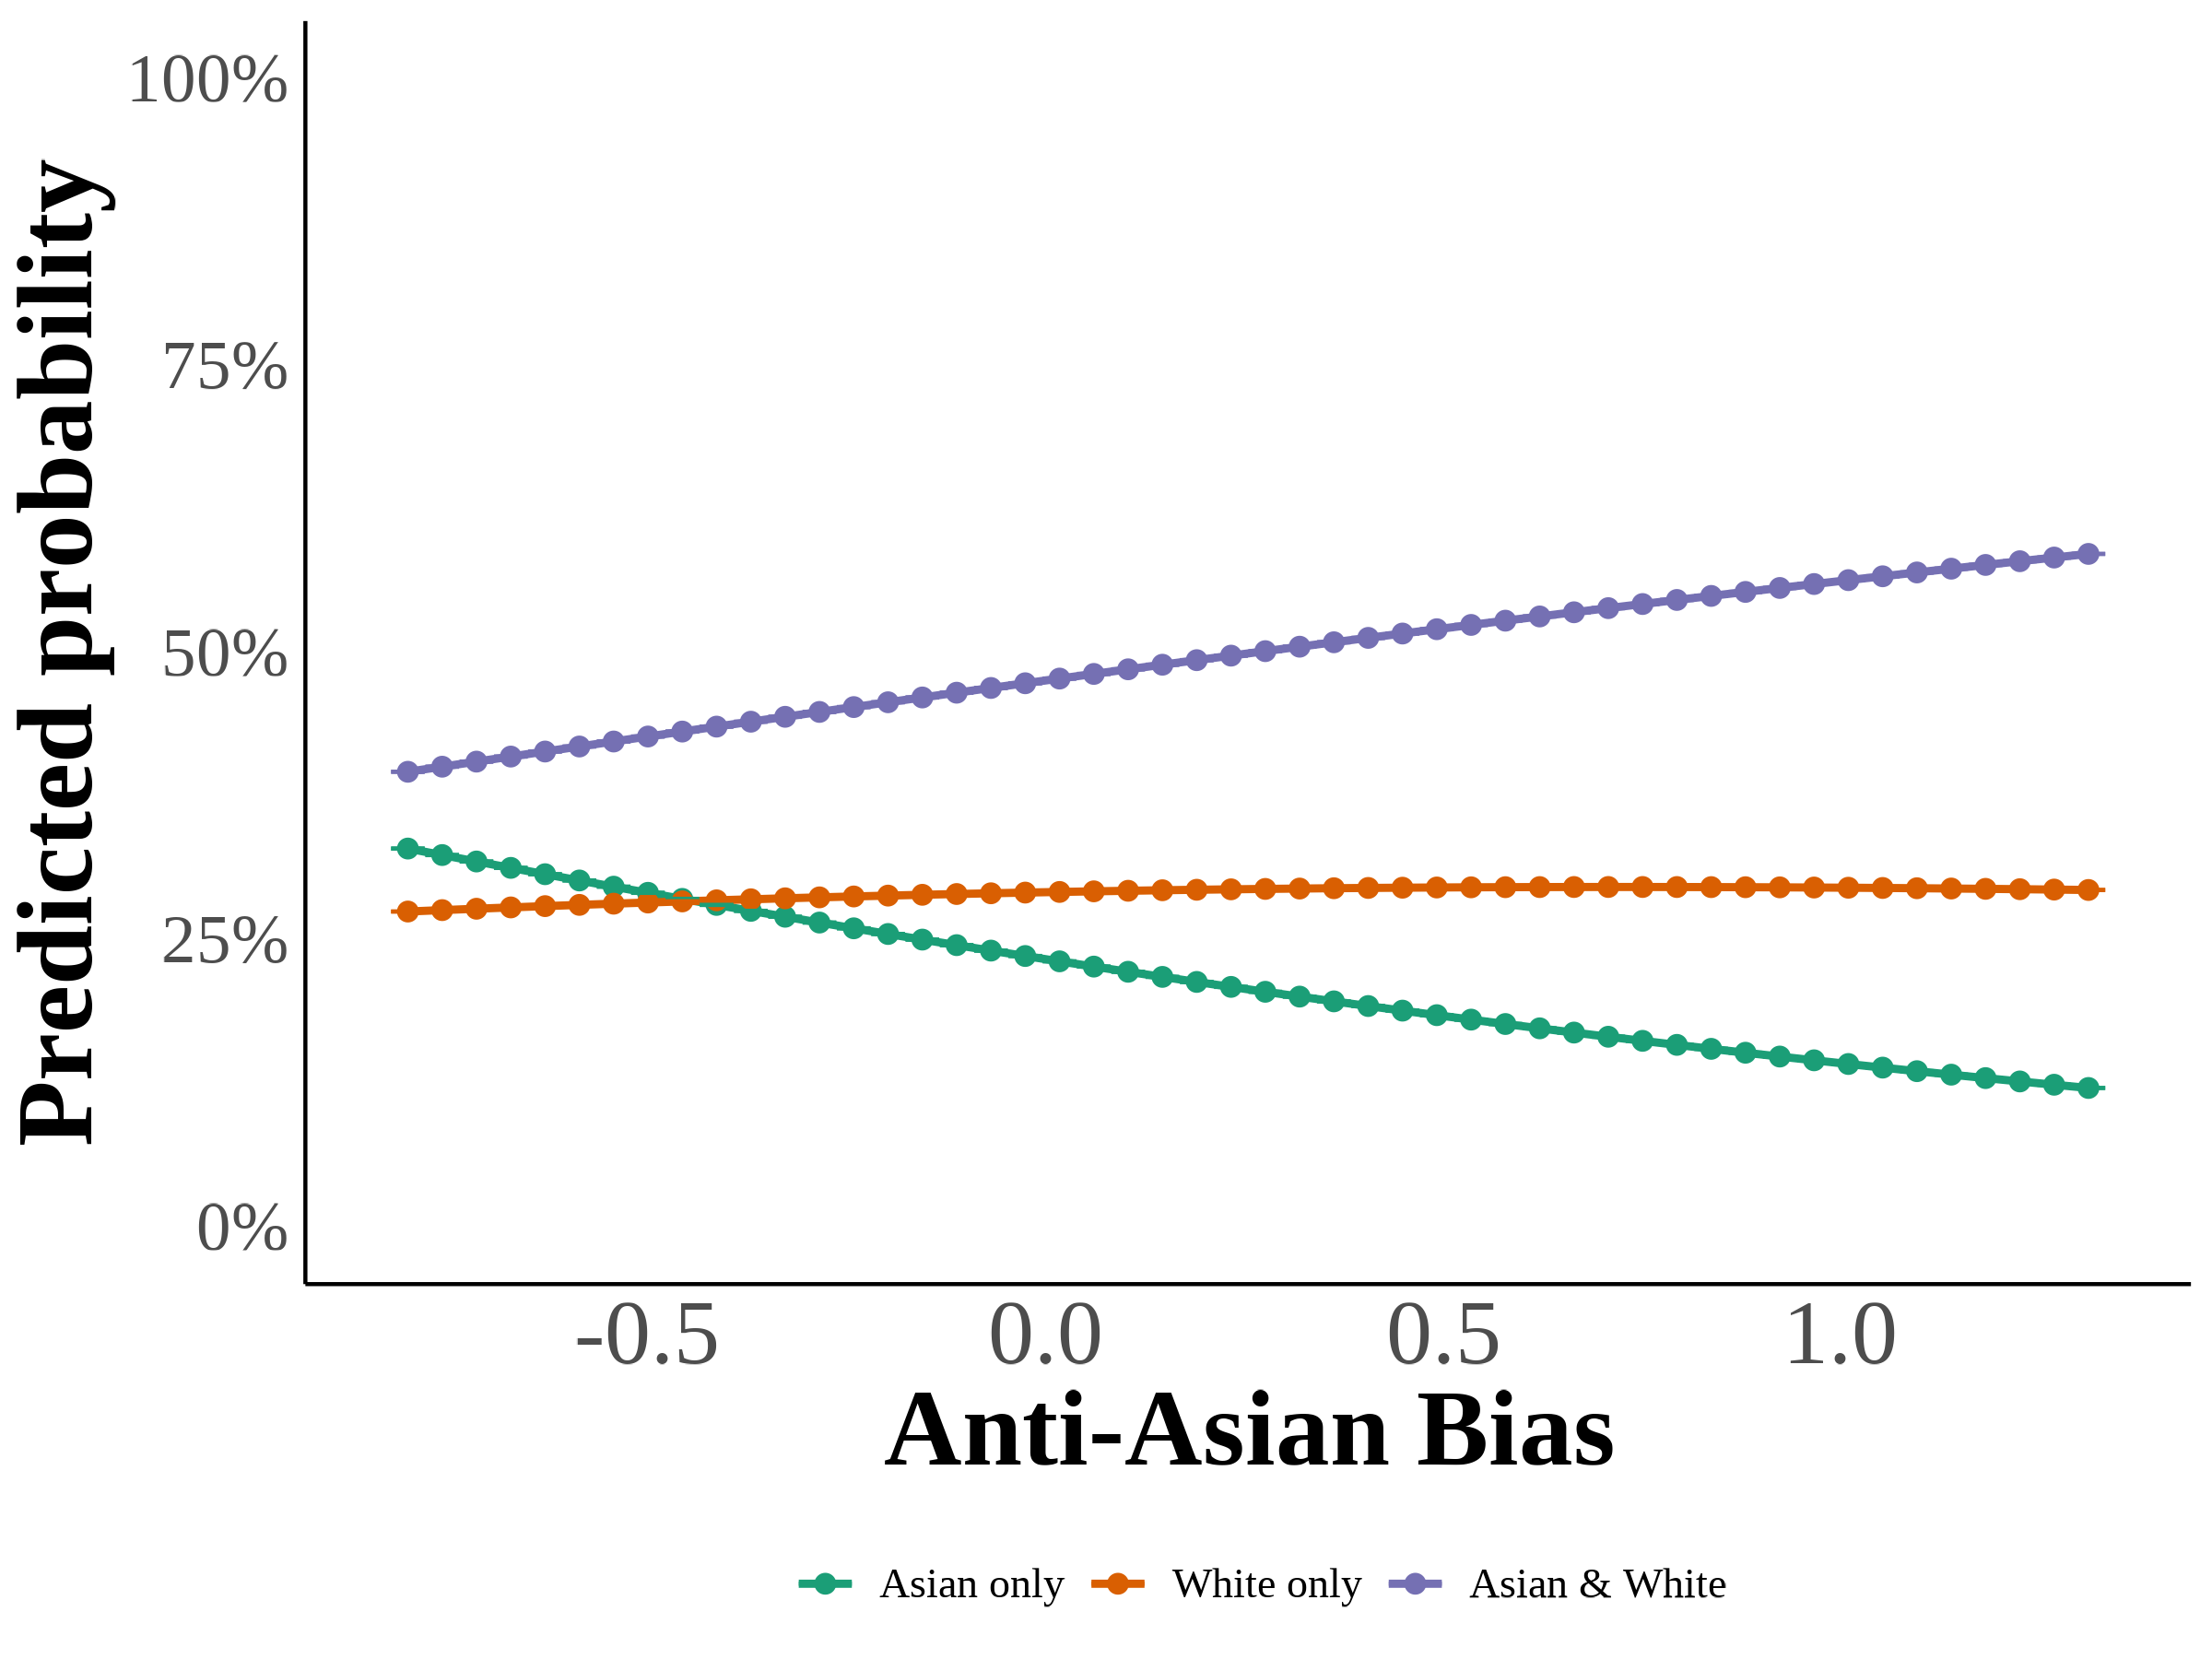 Predicted probability
100%
75%
50%
25%
0%
-0.5 0.0 0.5 1.0
Anti-Asian Bias
Asian only White only Asian & White